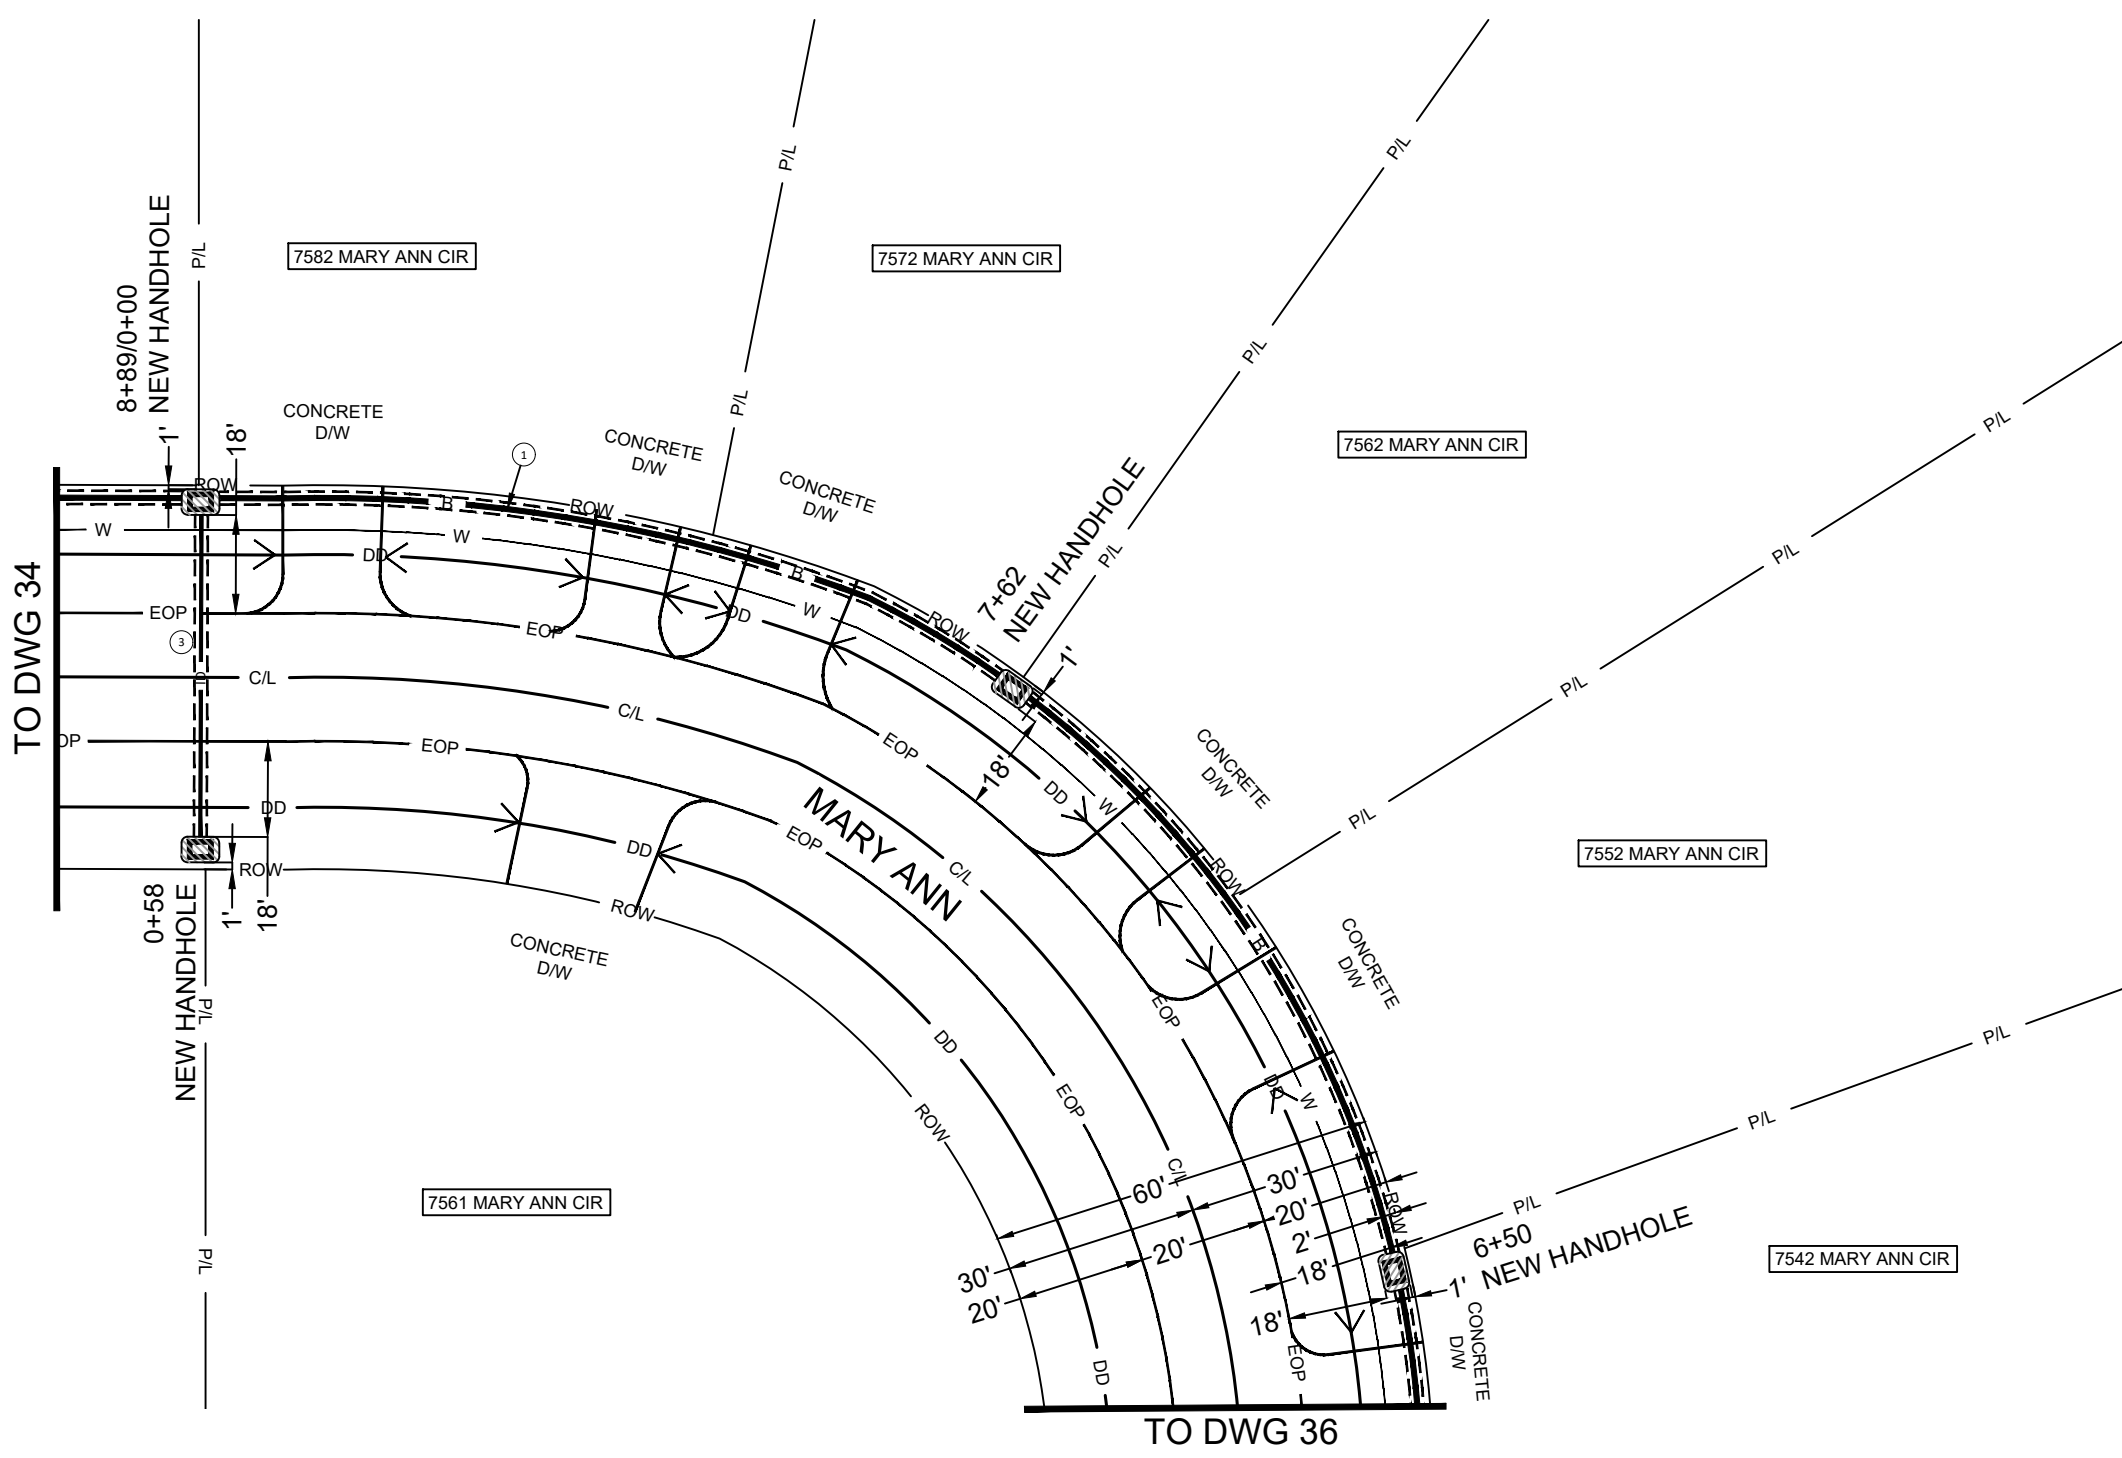 P/L
P/L
P/L
P/L
8+89/0+00
NEW HANDHOLE
7582 MARY ANN CIR
7572 MARY ANN CIR
P/L
P/L
7562 MARY ANN CIR
P/L
CONCRETE
D/W
CONCRETE
D/W
CONCRETE
D/W
1'
18'
1
ROW
B
ROW
W
W
DD
DD
EOP
EOP
3
B
W
ROW
7+62
NEW HANDHOLE
P/L
P/L
1'
TO DWG 34
C/L
C/L
EOP
18'
DD
W
CONCRETE
D/W
P/L
P/L
OP
EOP
EOP
DD
DD
MARY ANN
C/L
ROW
7552 MARY ANN CIR
ROW
ROW
1'
18'
0+58
NEW HANDHOLE
P/L
CONCRETE
D/W
B
CONCRETE
D/W
EOP
DD
EOP
ROW
DD
W
P/L
P/L
C/L
60'
30'
20'
2'
18'
18'
30'
20'
20'
ROW
P/L
6+50
NEW HANDHOLE
1'
7561 MARY ANN CIR
7542 MARY ANN CIR
P/L
DD
EOP
CONCRETE
D/W
TO DWG 36